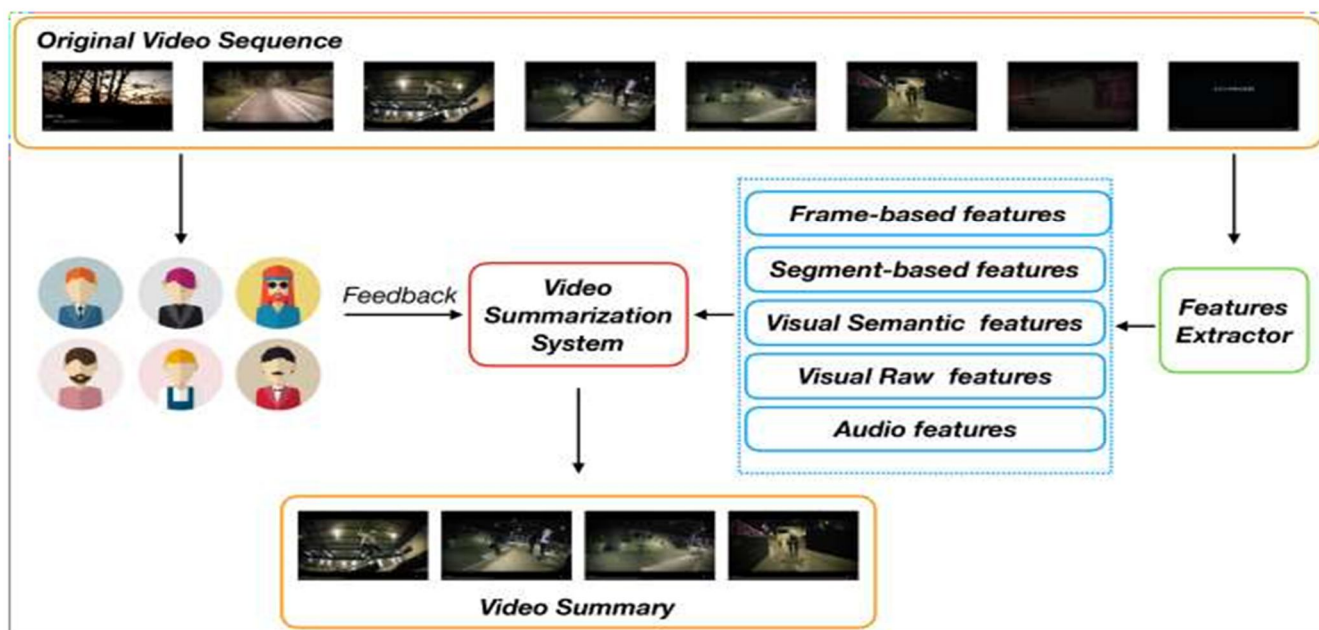 Original Video Sequence
Frame-based features
Segment-based features
Visual Semantic features
Visual Raw features
Audio features
Features
Extractor
Feedback
Video
Summarization
System
Video Summary